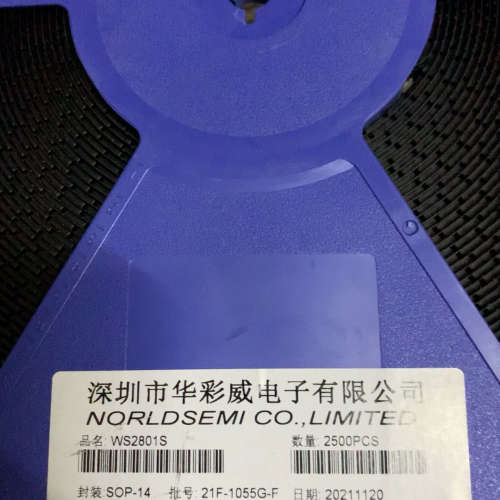 深圳市华彩威电子有限公司
NORLDSEMI CO.,LIMITED
品名: WS2801S 数量: 2500PCS
封装 SOP-14 批号: 21F-1055G-F 日期: 20211120